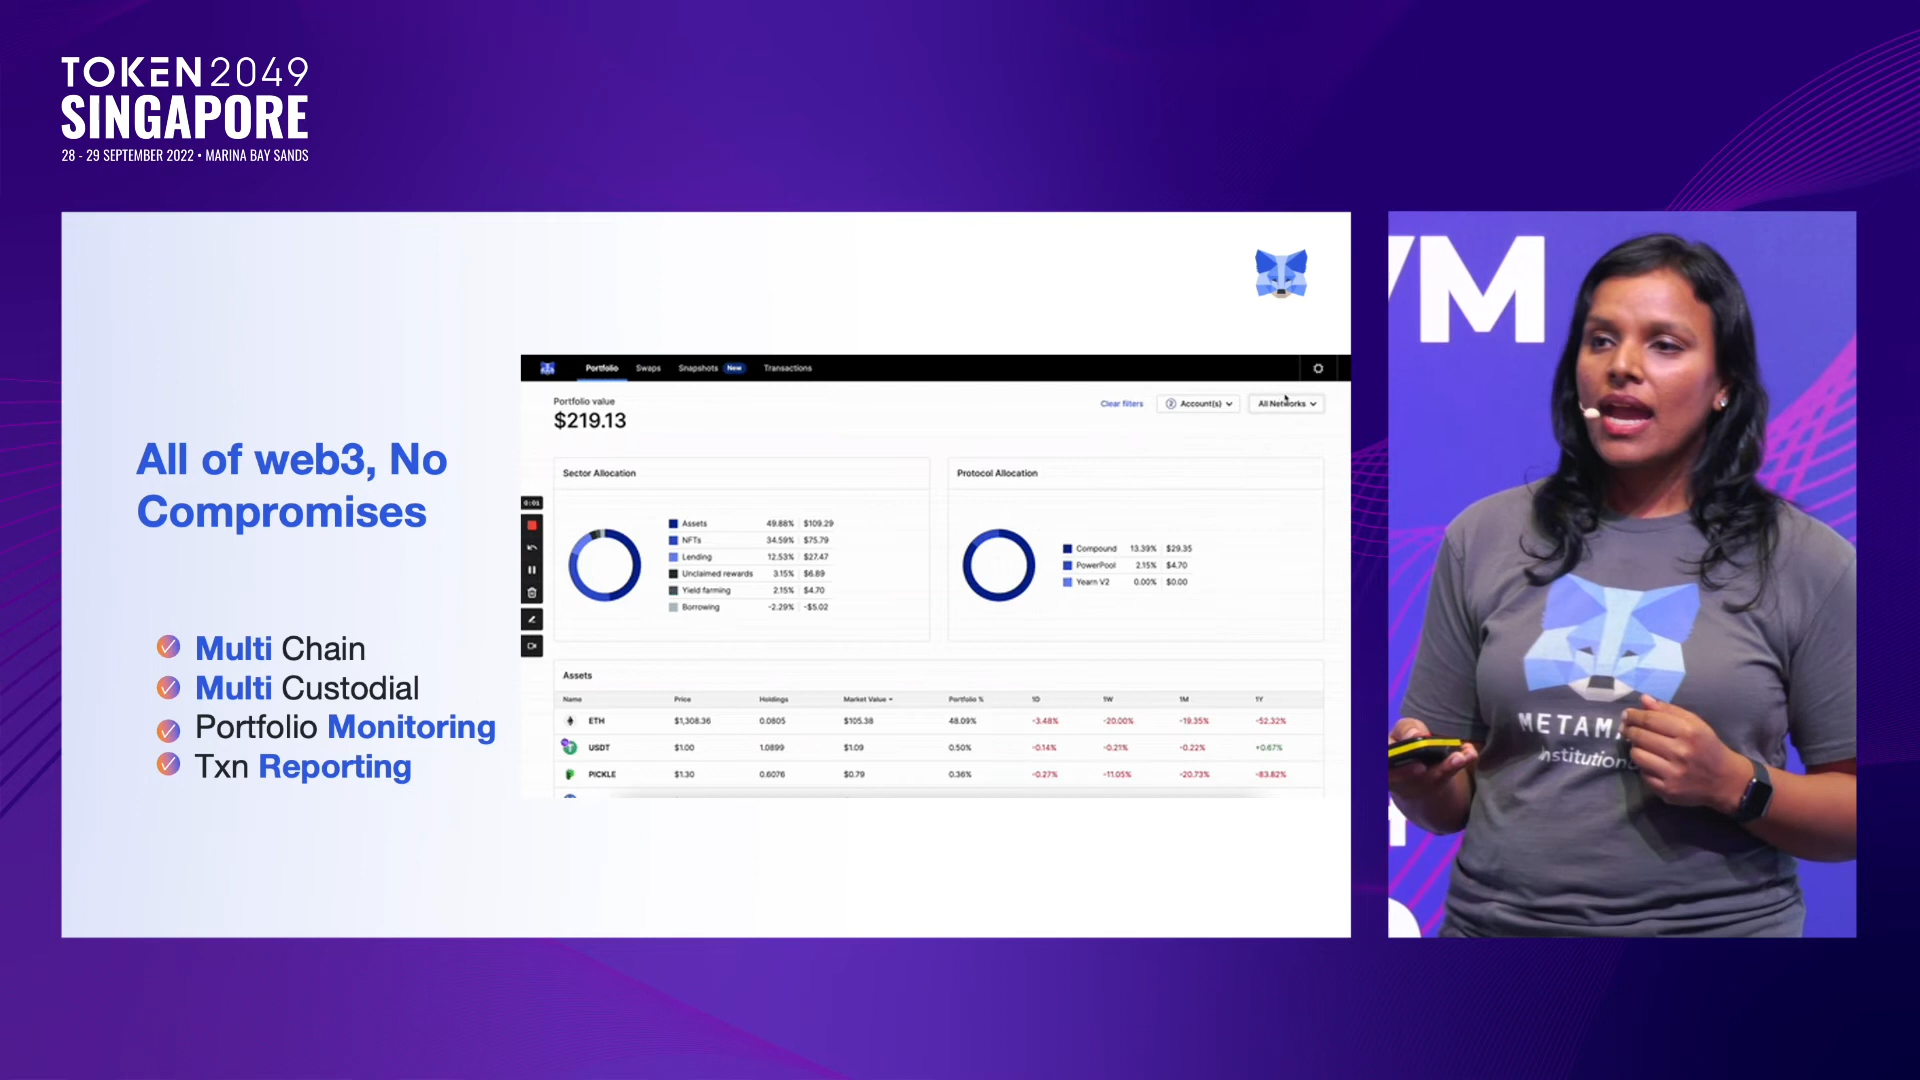 TOKEN2049
SINGAPORE
28 - 29 SEPTEMBER 2022 • MARINA BAY SANDS
All of web3, No
Compromises
Multi Chain
Multi Custodial
Portfolio Monitoring
Txn Reporting
Portfolio Swaps Snapshots New Transactions
Portfolio value
$219.13
Clear filters 2 Account(s) All Networks
Sector Allocation
Assets 49.88% $109.29
NFTs 34.59% $75.79
Lending 12.53% $27.47
Unclaimed rewards 3.15% $6.89
Yield farming 2.15% $4.70
Borrowing -2.29% -$5.02
Protocol Allocation
Compound 13.39% $29.35
PowerPool 2.15% $4.70
Yearn V2 0.00% $0.00
0:01
Assets
Name Price Holdings Market Value Portfolio % 1D 1W 1M 1Y
ETH $1,308.36 0.0805 $105.38 48.09% -3.48% -20.00% -19.35% -52.32%
USDT $1.00 1.0899 $1.09 0.50% -0.14% -0.21% -0.22% +0.67%
PICKLE $1.30 0.6076 $0.79 0.36% -0.27% -11.05% -20.73% -83.82%
M
METAMA
Institutiona